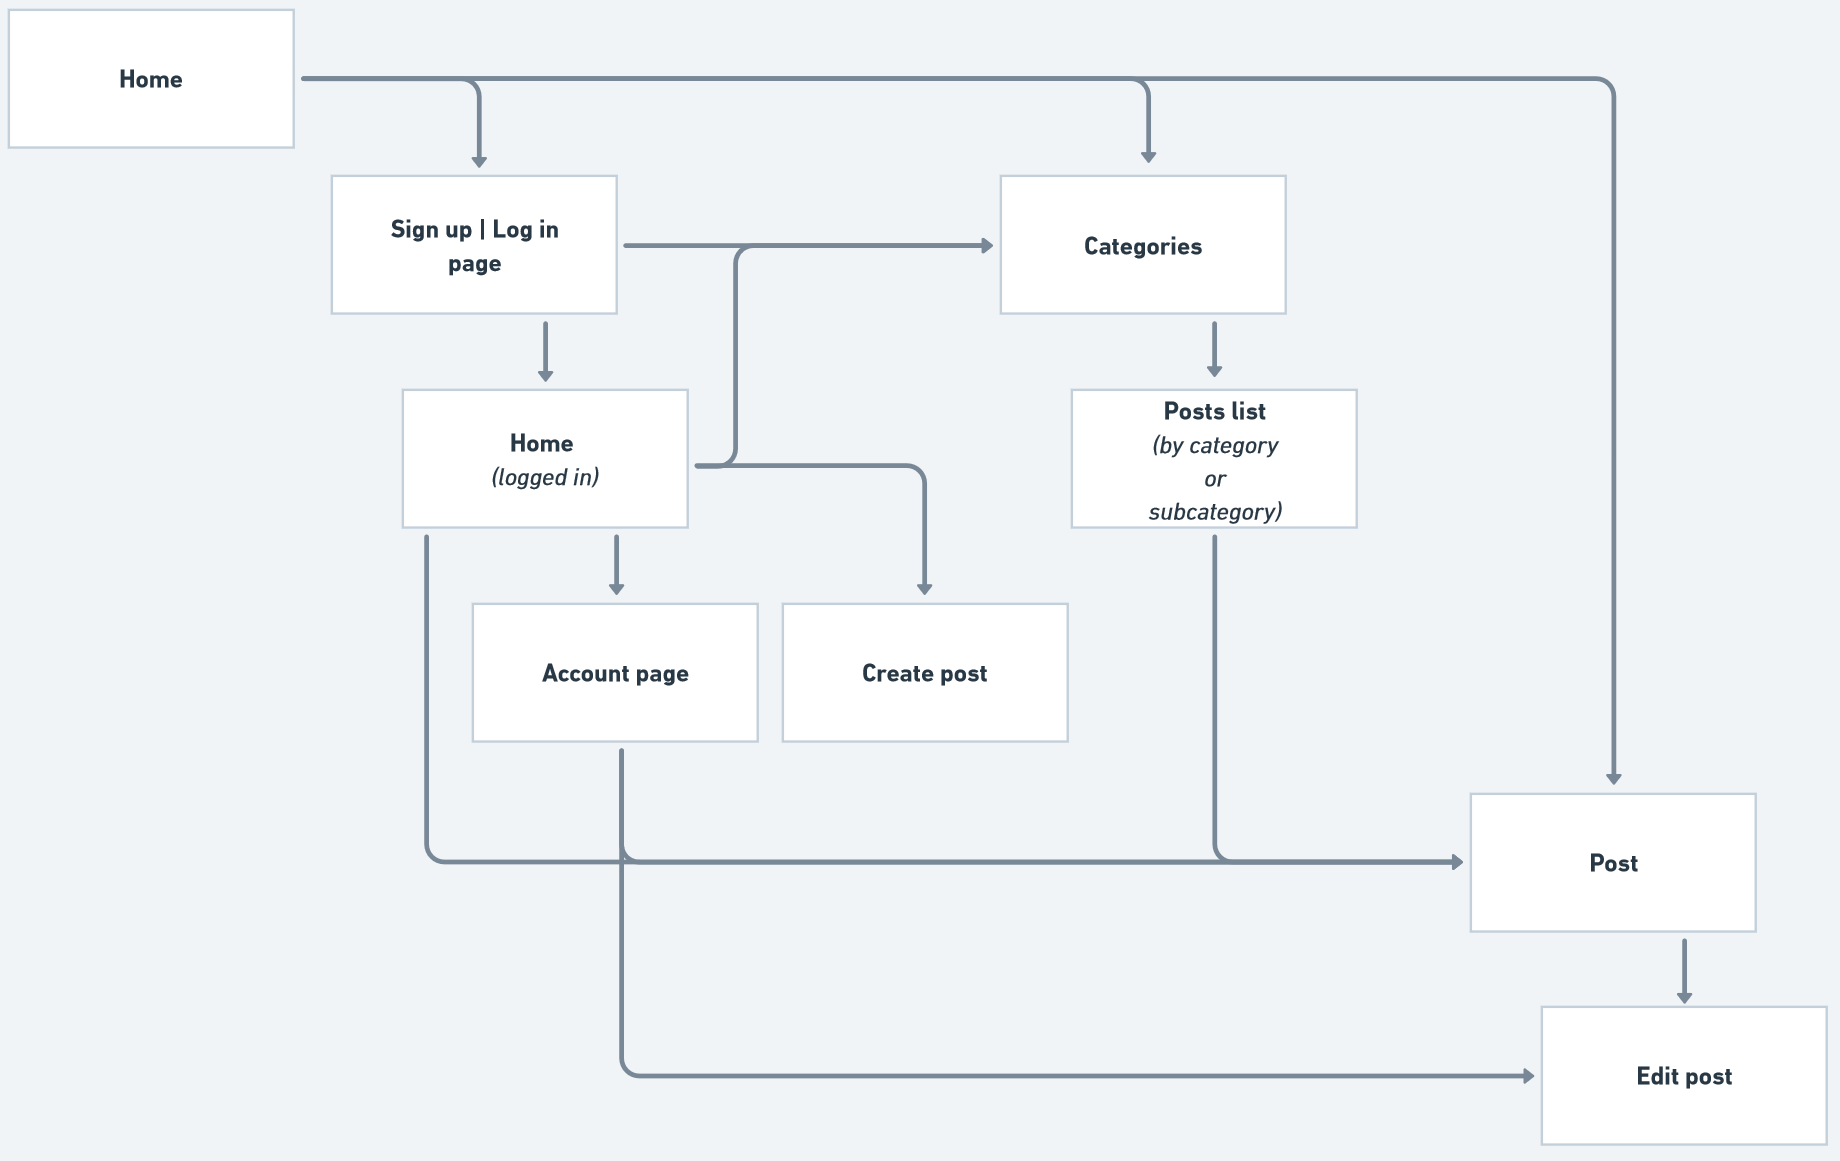 Home
Sign up | Log in
page
Categories
Home
(logged in)
Posts list
(by category
or
subcategory)
Account page
Create post
Post
Edit post